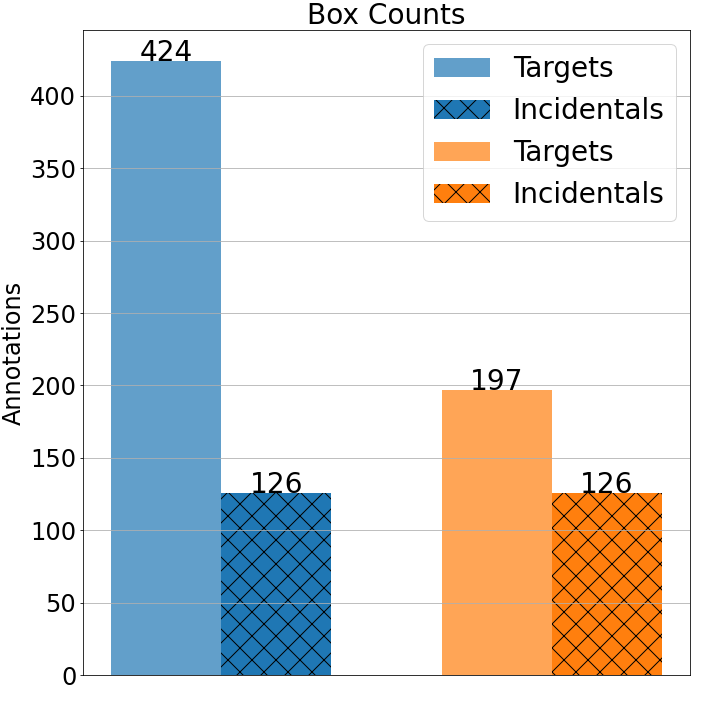 Box Counts
424
Targets
Incidentals
Targets
Incidentals
400
350
300
250
200
150
100
50
0
Annotations
197
126
126